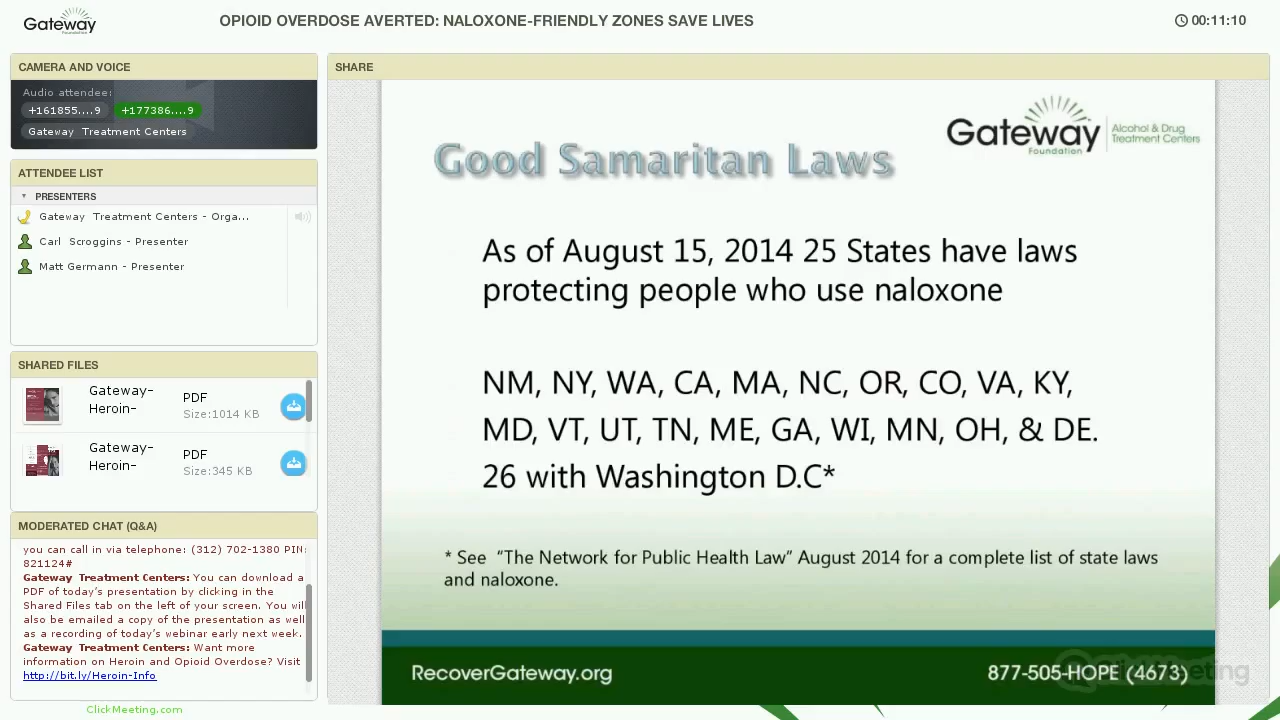 Gateway
Foundation
OPIOID OVERDOSE AVERTED: NALOXONE-FRIENDLY ZONES SAVE LIVES
00:11:10
CAMERA AND VOICE
Audio attendee:
+161855....9 +177386....9
Gateway Treatment Centers
ATTENDEE LIST
PRESENTERS
Gateway Treatment Centers - Orga...
Carl Scroggins - Presenter
Matt Germann - Presenter
SHARED FILES
Gateway-
Heroin-
PDF
Size:1014 KB
Gateway-
Heroin-
PDF
Size:345 KB
MODERATED CHAT (Q&A)
you can call in via telephone: (312) 702-1380 PIN:
821124#
Gateway Treatment Centers: You can download a
PDF of today's presentation by clicking in the
Shared Files tab on the left of your screen. You will
also be emailed a copy of the presentation as well
as a recording of today's webinar early next week.
Gateway Treatment Centers: Want more
information on Heroin and Opioid Overdose? Visit
http://bit.ly/Heroin-Info
ClickMeeting.com
SHARE
Gateway
Foundation
Alcohol & Drug
Treatment Centers
Good Samaritan Laws
As of August 15, 2014 25 States have laws
protecting people who use naloxone
NM, NY, WA, CA, MA, NC, OR, CO, VA, KY,
MD, VT, UT, TN, ME, GA, WI, MN, OH, & DE.
26 with Washington D.C*
* See “The Network for Public Health Law” August 2014 for a complete list of state laws
and naloxone.
RecoverGateway.org
877-505-HOPE (4673)